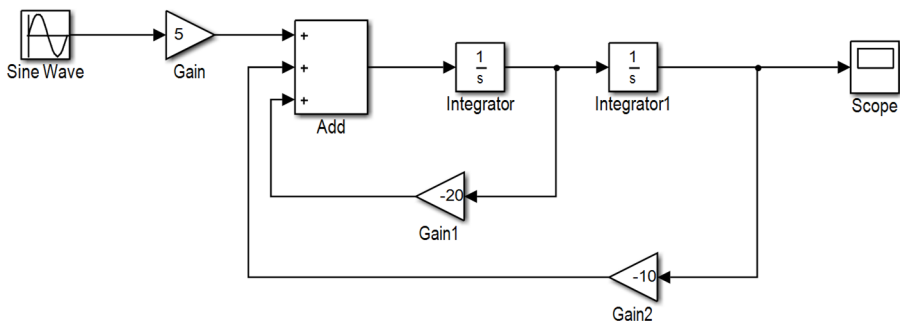 Sine Wave
5
Gain
+
+
+
Add
1
s
Integrator
1
s
Integrator1
Scope
-20
Gain1
-10
Gain2